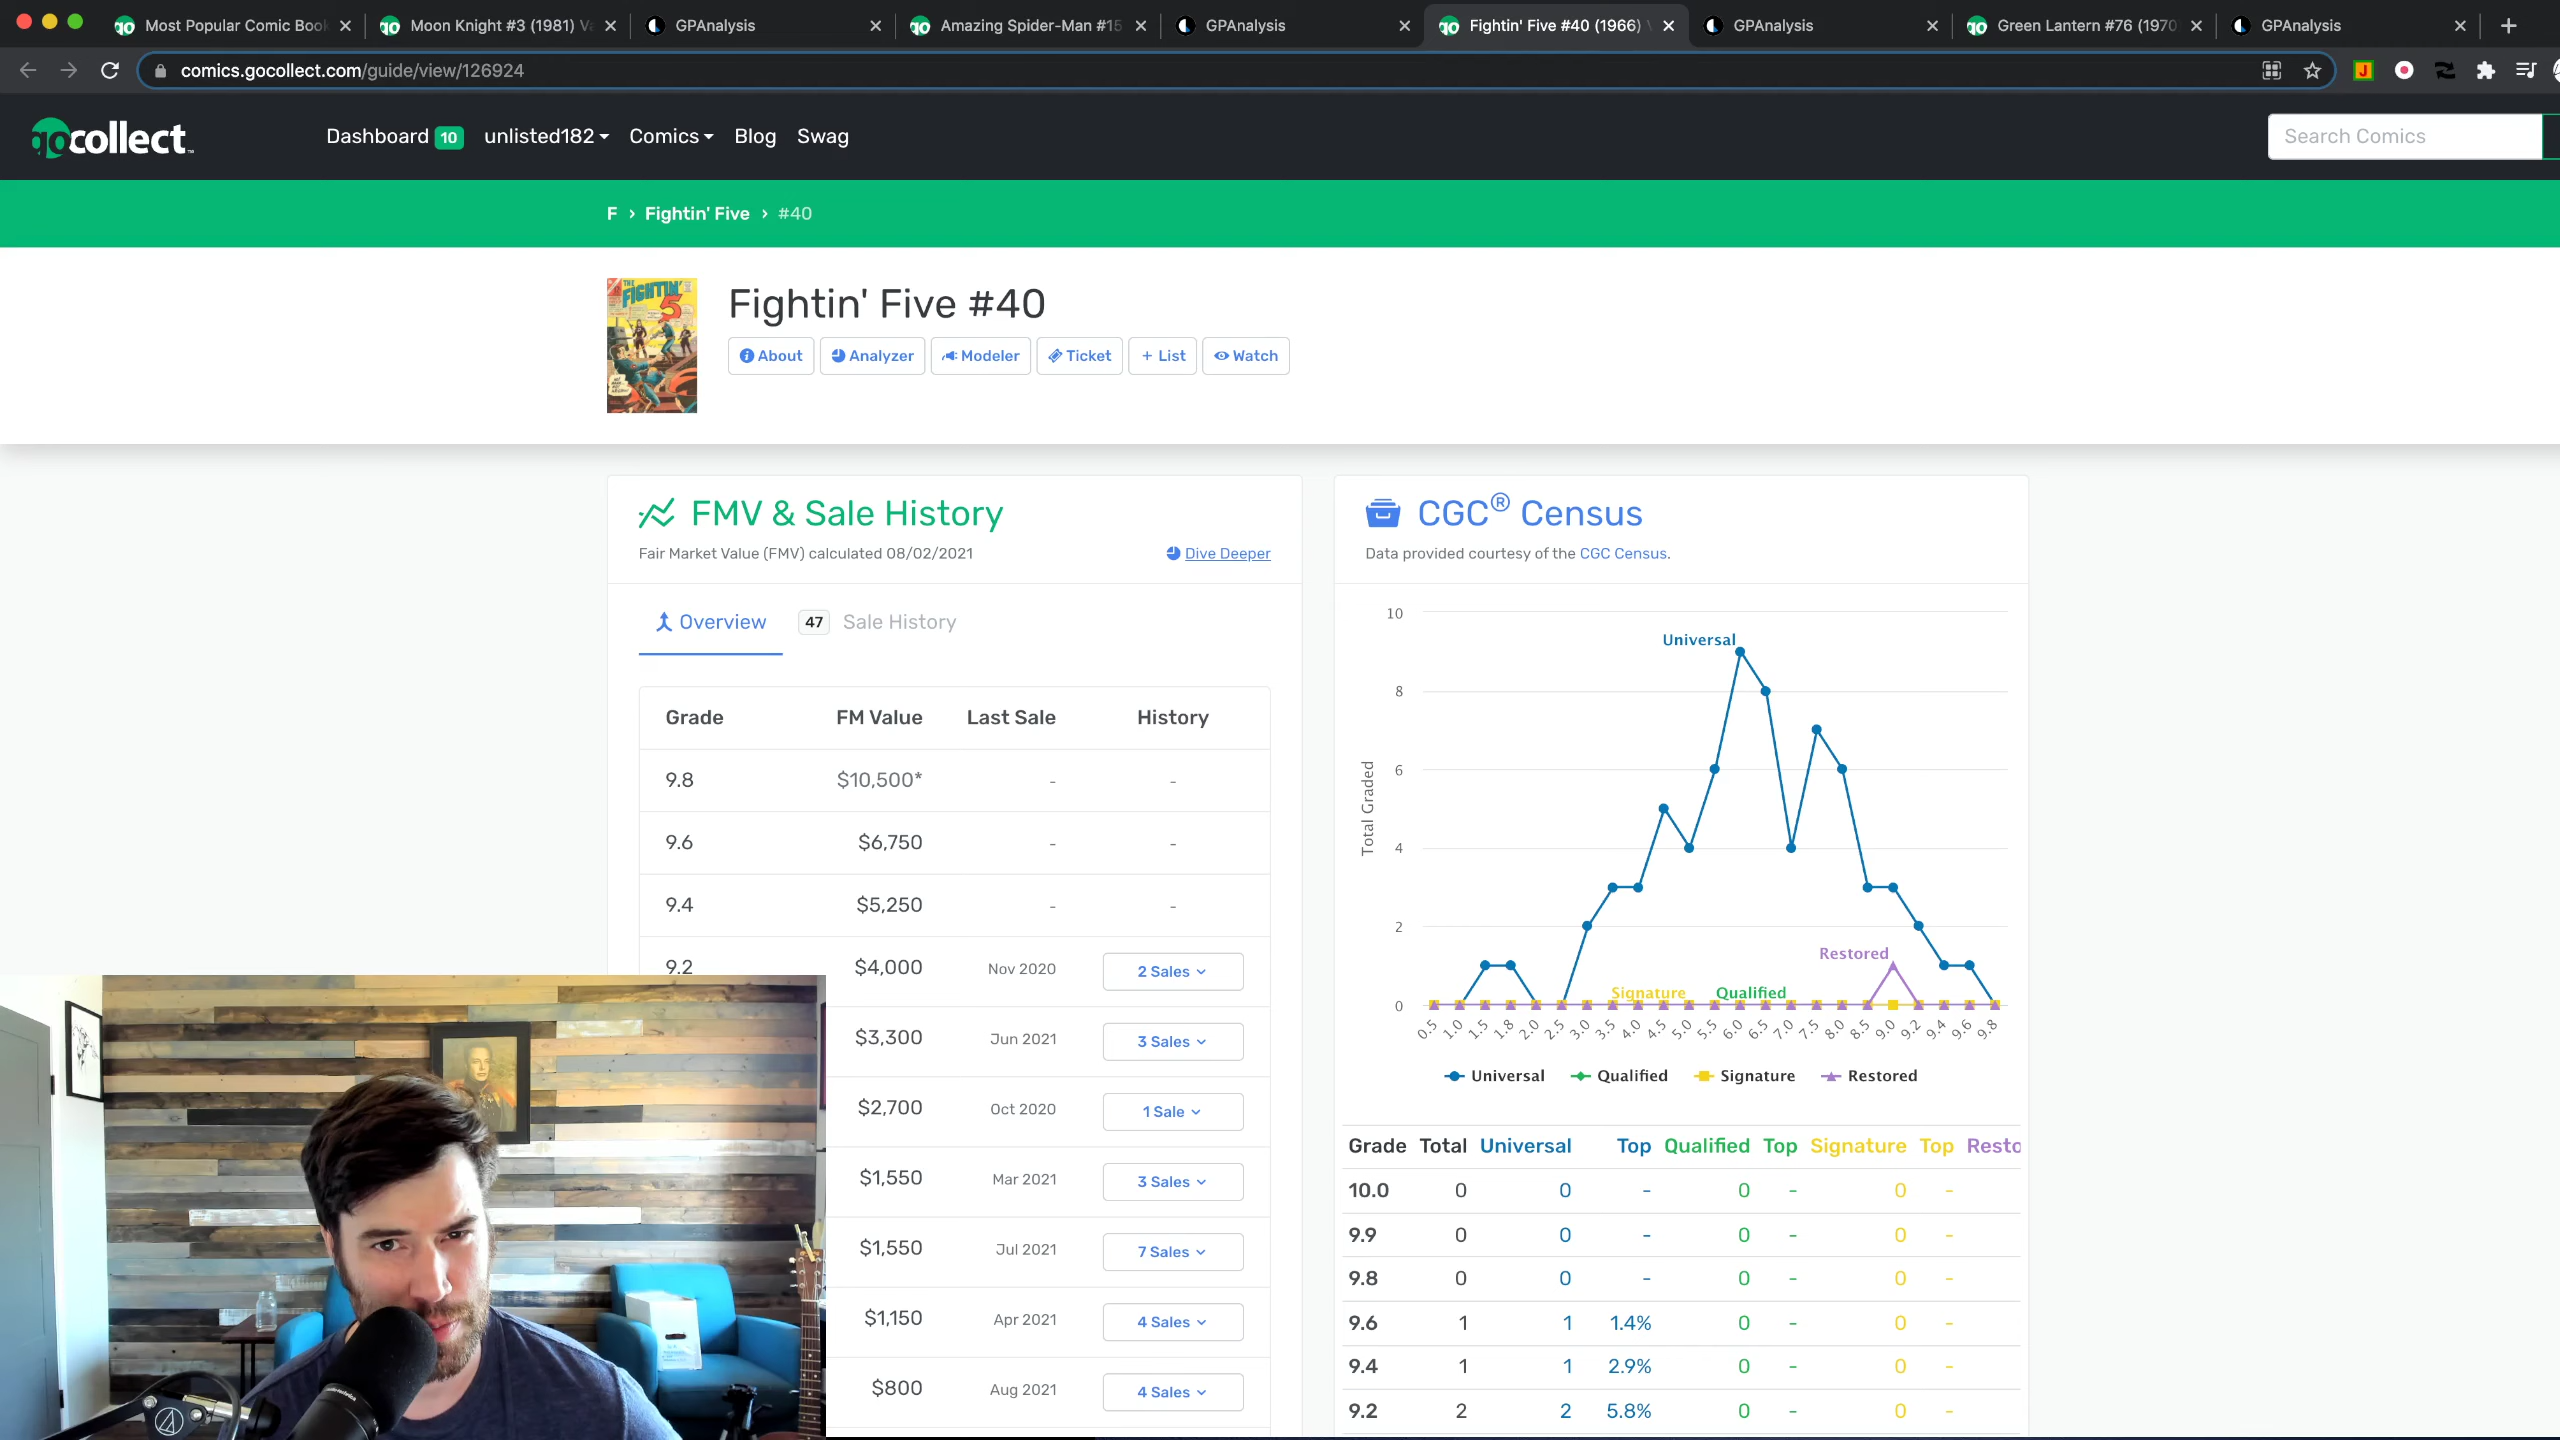 Most Popular Comic Book
Moon Knight #3 (1981) Va
GPAnalysis
Amazing Spider-Man #15
GPAnalysis
Fightin' Five #40 (1966) V
GPAnalysis
Green Lantern #76 (1970
GPAnalysis
comics.gocollect.com/guide/view/126924
gocollect
Dashboard 10 unlisted182 Comics Blog Swag
Search Comics
F › Fightin' Five › #40
THE FIGHTIN' 5
Fightin' Five #40
About Analyzer Modeler Ticket + List Watch
FMV & Sale History
Fair Market Value (FMV) calculated 08/02/2021
Dive Deeper
Overview 47 Sale History
Grade FM Value Last Sale History
9.8 $10,500* - -
9.6 $6,750 - -
9.4 $5,250 - -
9.2 $4,000 Nov 2020 2 Sales
$3,300 Jun 2021 3 Sales
$2,700 Oct 2020 1 Sale
$1,550 Mar 2021 3 Sales
$1,550 Jul 2021 7 Sales
$1,150 Apr 2021 4 Sales
$800 Aug 2021 4 Sales
CGC® Census
Data provided courtesy of the CGC Census.
Total Graded
10
8
6
4
2
0
Universal
Restored
Signature
Qualified
0.5 1.0 1.5 1.8 2.0 2.5 3.0 3.5 4.0 4.5 5.0 5.5 6.0 6.5 7.0 7.5 8.0 8.5 9.0 9.2 9.4 9.6 9.8
Universal Qualified Signature Restored
Grade Total Universal Top Qualified Top Signature Top Resto
10.0 0 0 - 0 - 0 -
9.9 0 0 - 0 - 0 -
9.8 0 0 - 0 - 0 -
9.6 1 1 1.4% 0 - 0 -
9.4 1 1 2.9% 0 - 0 -
9.2 2 2 5.8% 0 - 0 -